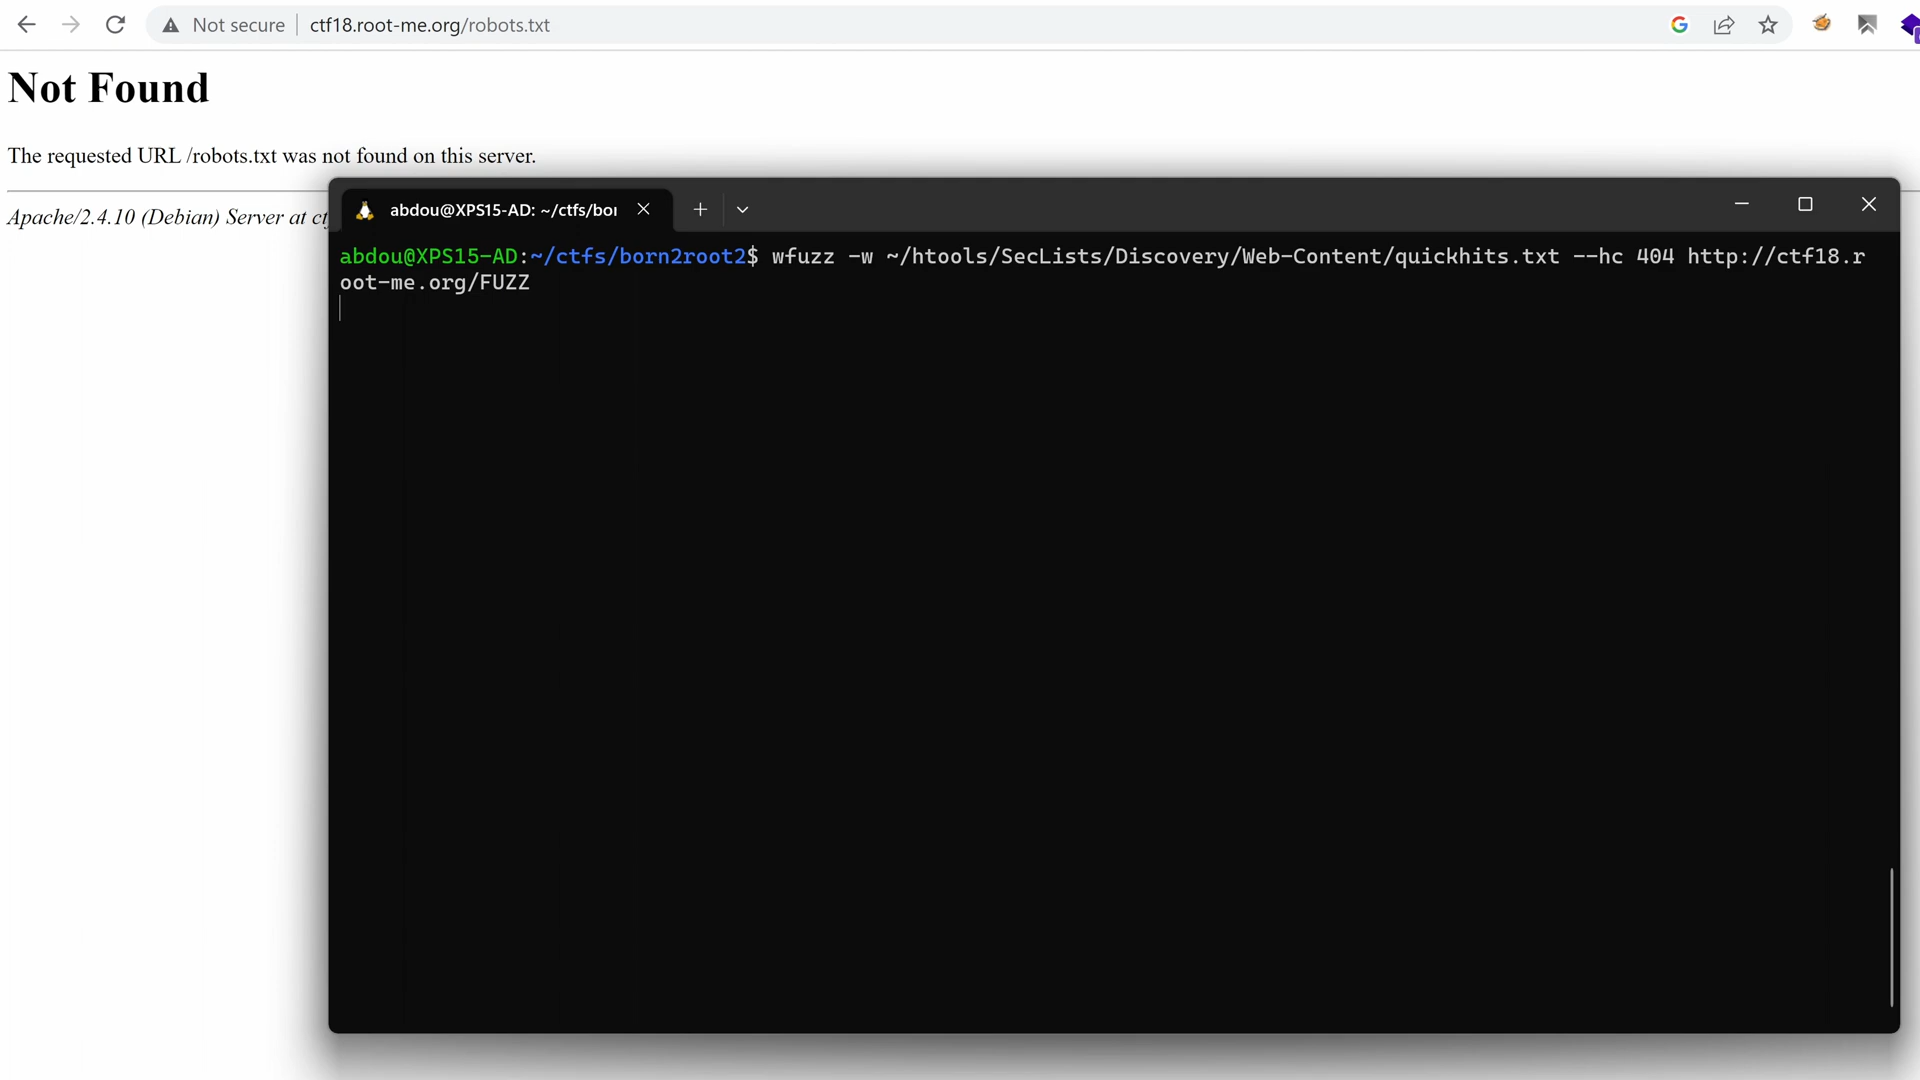 Not secure
ctf18.root-me.org/robots.txt
Not Found
The requested URL /robots.txt was not found on this server.
Apache/2.4.10 (Debian) Server at
abdou@XPS15-AD: ~/ctfs/bor
abdou@XPS15-AD:~/ctfs/born2root2$ wfuzz -w ~/htools/SecLists/Discovery/Web-Content/quickhits.txt --hc 404 http://ctf18.r
oot-me.org/FUZZ